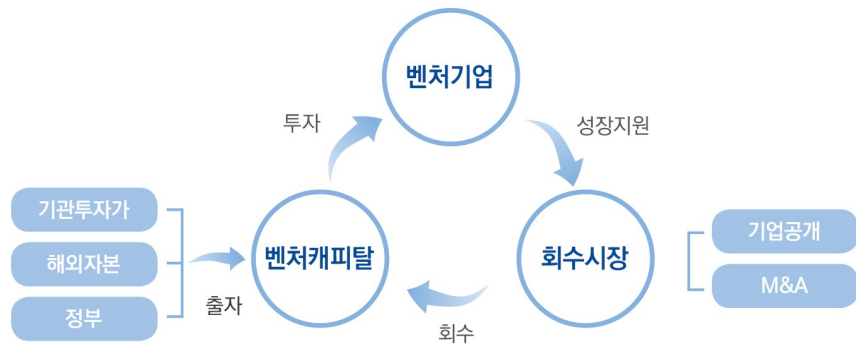 벤처기업
투자
성장지원
기관투자가
해외자본
정부
출자
벤처캐피탈
회수시장
기업공개
M&A
회수